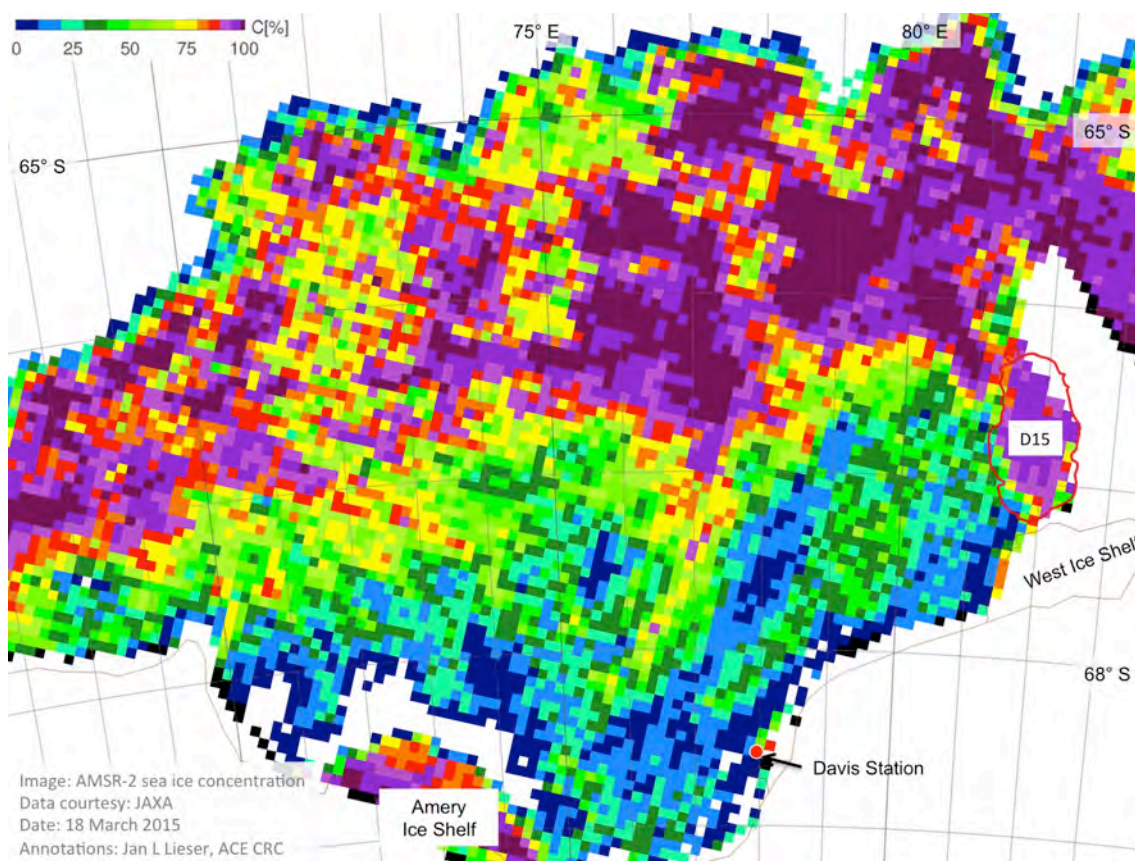 C[%]
0 25 50 75 100
75° E
80° E
65° S
65° S
D15
West Ice Shelf
68° S
Davis Station
Amery
Ice Shelf
Image: AMSR-2 sea ice concentration
Data courtesy: JAXA
Date: 18 March 2015
Annotations: Jan L Lieser, ACE CRC